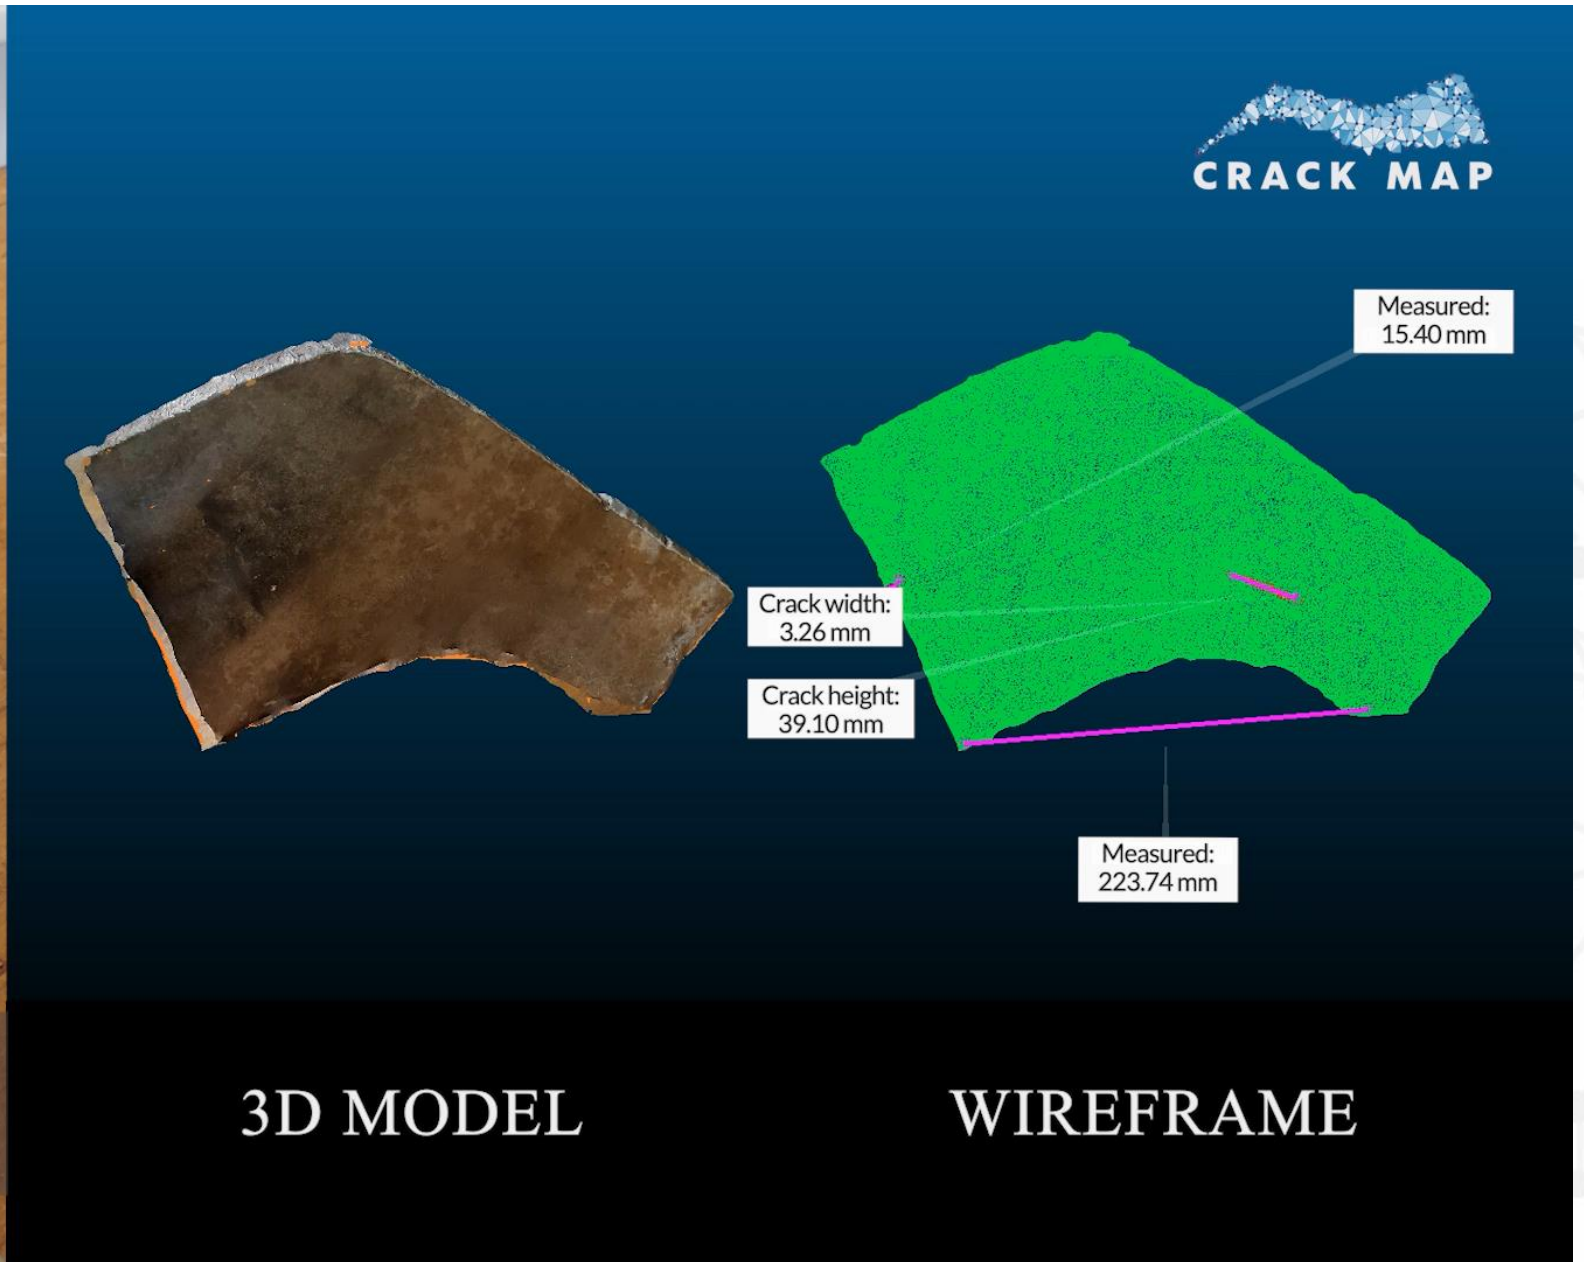 CRACK MAP
Measured:
15.40 mm
Crack width:
3.26 mm
Crack height:
39.10 mm
Measured:
223.74 mm
3D MODEL
WIREFRAME